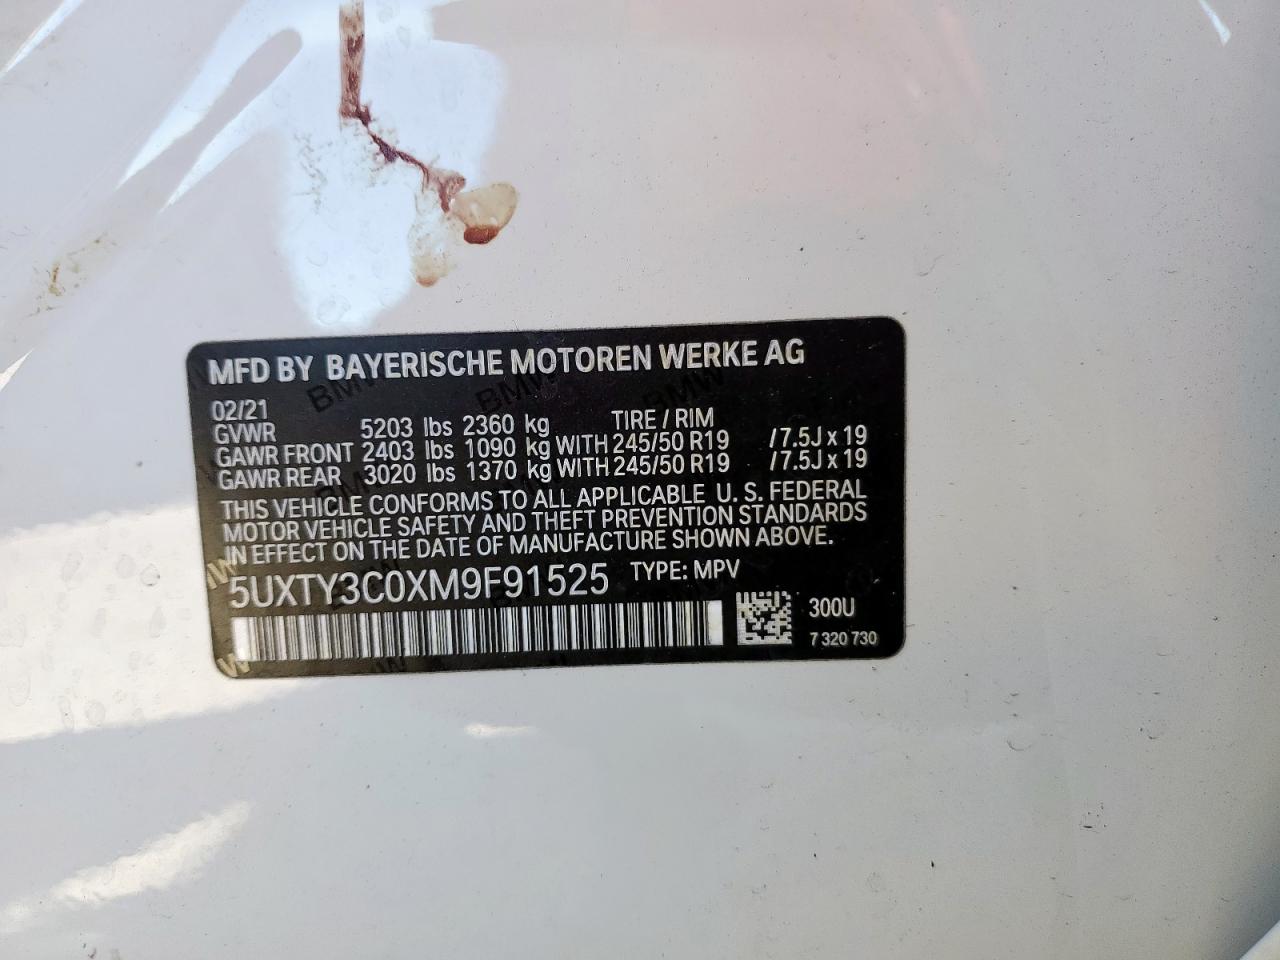 MFD BY BAYERISCHE MOTOREN WERKE AG
02/21
GVWR 5203 lbs 2360 kg TIRE / RIM
GAWR FRONT 2403 lbs 1090 kg WITH 245/50 R19 / 7.5J x 19
GAWR REAR 3020 lbs 1370 kg WITH 245/50 R19 / 7.5J x 19
THIS VEHICLE CONFORMS TO ALL APPLICABLE U. S. FEDERAL
MOTOR VEHICLE SAFETY AND THEFT PREVENTION STANDARDS
IN EFFECT ON THE DATE OF MANUFACTURE SHOWN ABOVE.
5UXTY3C0XM9F91525 TYPE: MPV
300U
7 320 730